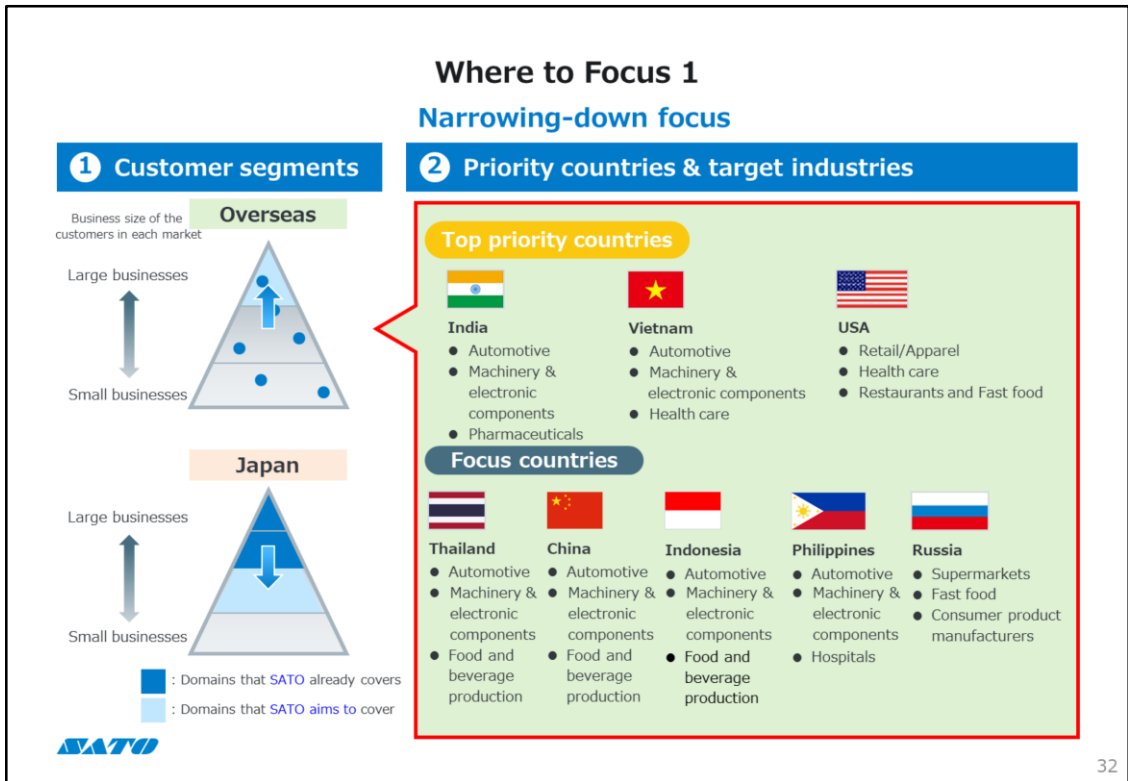 Where to Focus 1
Narrowing-down focus
1 Customer segments
Business size of the
customers in each market
Overseas
Large businesses
Small businesses
Japan
Large businesses
Small businesses
: Domains that SATO already covers
: Domains that SATO aims to cover
2 Priority countries & target industries
Top priority countries
India
● Automotive
● Machinery &
electronic
components
● Pharmaceuticals
Vietnam
● Automotive
● Machinery &
electronic components
● Health care
USA
● Retail/Apparel
● Health care
● Restaurants and Fast food
Focus countries
Thailand
● Automotive
● Machinery &
electronic
components
● Food and
beverage
production
China
● Automotive
● Machinery &
electronic
components
● Food and
beverage
production
Indonesia
● Automotive
● Machinery &
electronic
components
● Food and
beverage
production
Philippines
● Automotive
● Machinery &
electronic
components
● Hospitals
Russia
● Supermarkets
● Fast food
● Consumer product
manufacturers
SATO
32